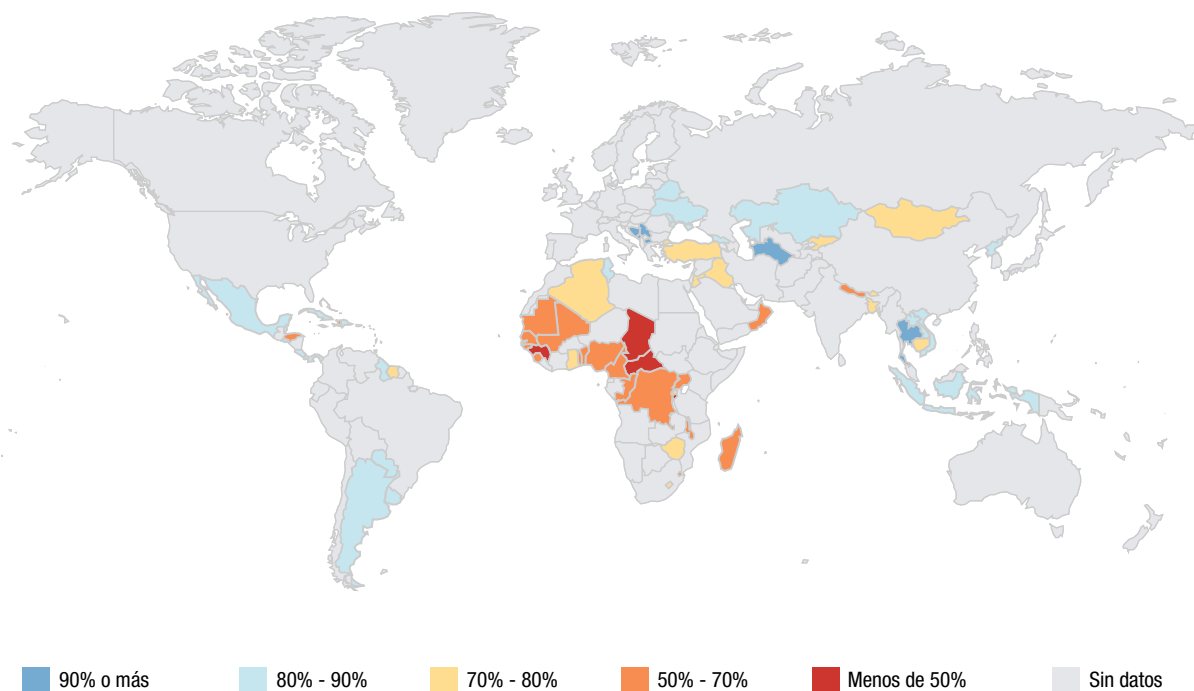 90% o más
80% - 90%
70% - 80%
50% - 70%
Menos de 50%
Sin datos